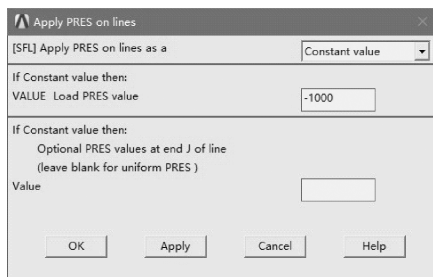 Apply PRES on lines
[SFL] Apply PRES on lines as a Constant value
If Constant value then:
VALUE Load PRES value -1000
If Constant value then:
Optional PRES values at end J of line
(leave blank for uniform PRES )
Value
OK Apply Cancel Help